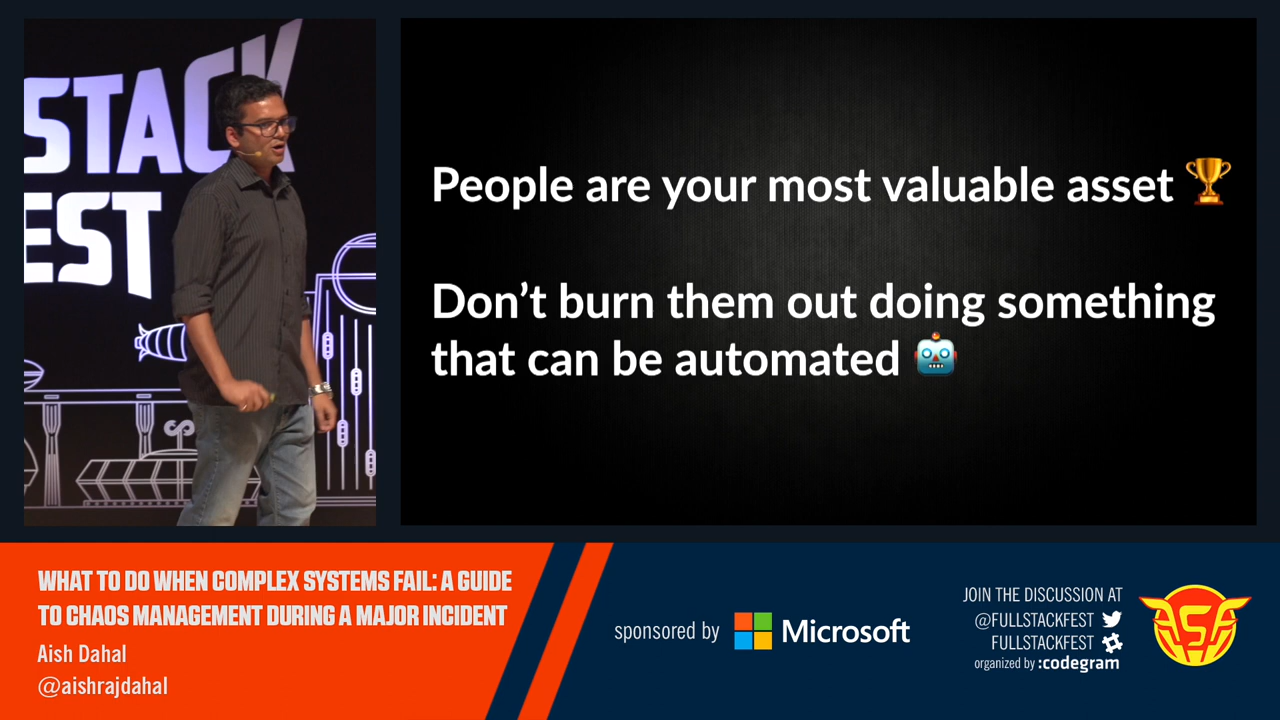 STACK
EST
People are your most valuable asset 🏆
Don’t burn them out doing something
that can be automated 🤖
WHAT TO DO WHEN COMPLEX SYSTEMS FAIL: A GUIDE
TO CHAOS MANAGEMENT DURING A MAJOR INCIDENT
Aish Dahal
@aishrajdahal
sponsored by Microsoft
JOIN THE DISCUSSION AT
@FULLSTACKFEST
FULLSTACKFEST
organized by :codegram
FSF